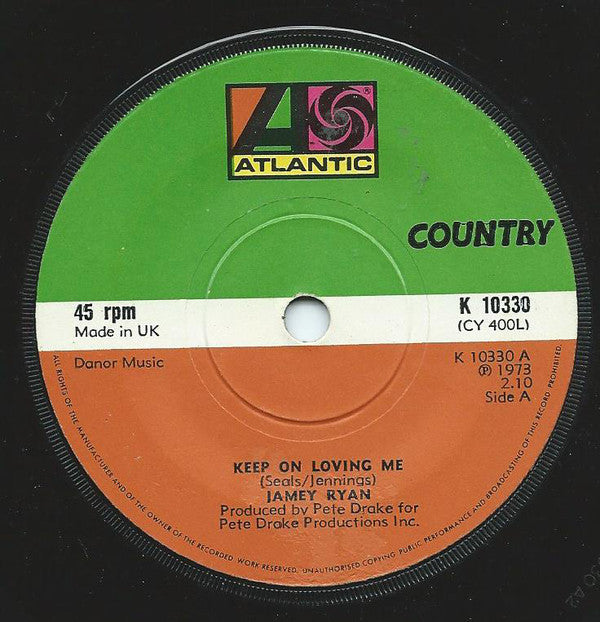 ATLANTIC
®
COUNTRY
45 rpm
Made in UK
K 10330
(CY 400L)
Danor Music
K 10330 A
℗ 1973
2.10
Side A
KEEP ON LOVING ME
(Seals/Jennings)
JAMEY RYAN
Produced by Pete Drake for
Pete Drake Productions Inc.
ALL RIGHTS OF THE MANUFACTURER AND OWNER OF THE RECORDED WORK RESERVED. UNAUTHORISED COPYING PUBLIC PERFORMANCE AND BROADCASTING OF THIS RECORD PROHIBITED.